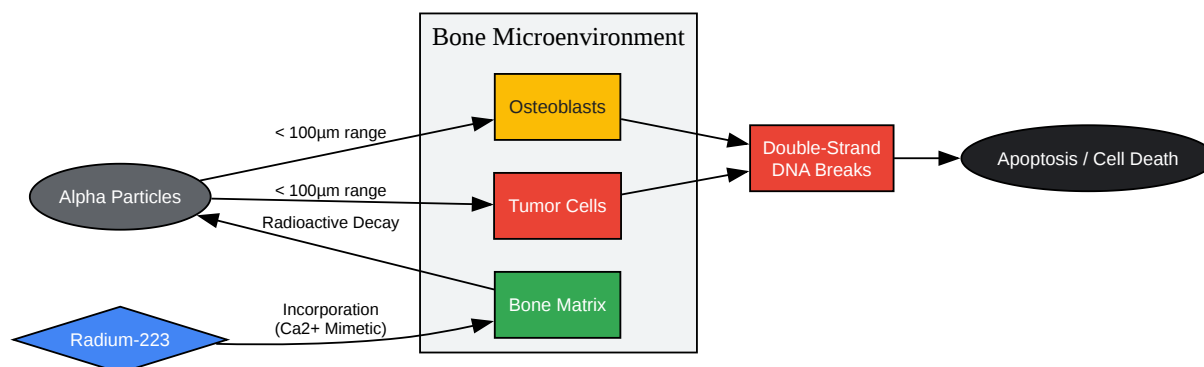 Bone Microenvironment
Osteoblasts
< 100µm range
Double-Strand
DNA Breaks
Apoptosis / Cell Death
Alpha Particles
< 100µm range
Tumor Cells
Radioactive Decay
Bone Matrix
Incorporation
(Ca2+ Mimetic)
Radium-223